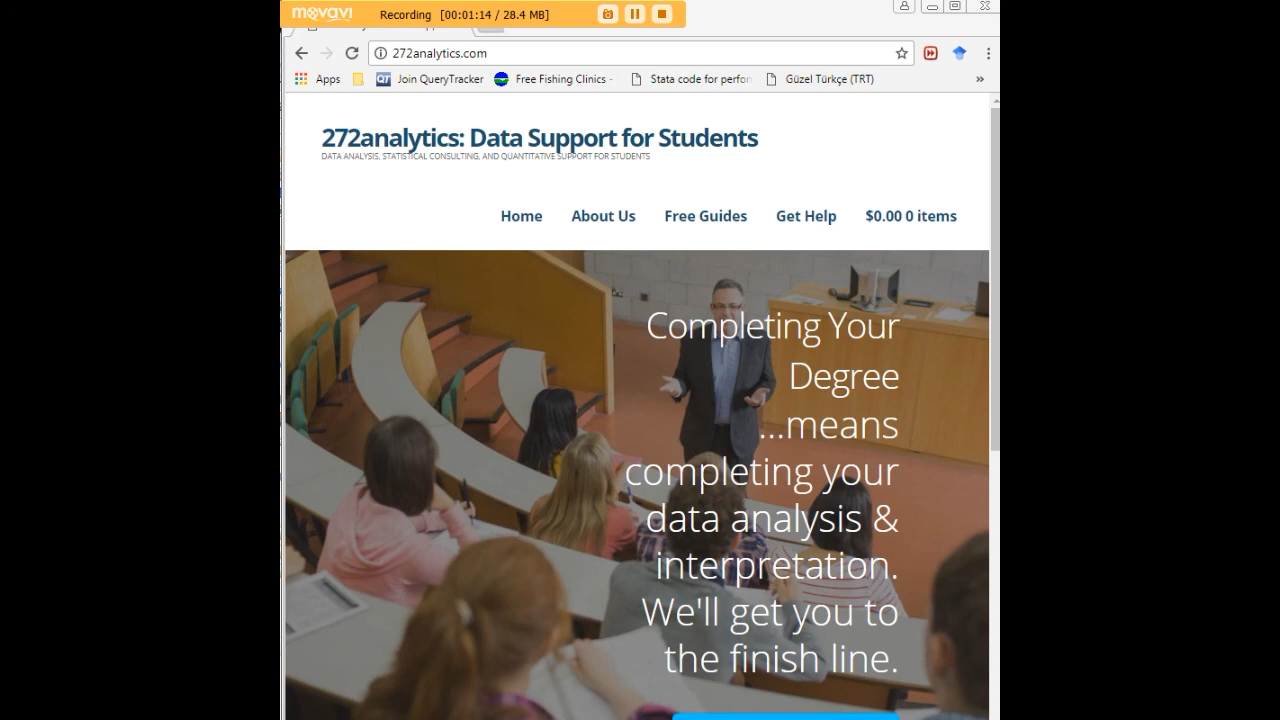 movavi Recording [00:01:14 / 28.4 MB]
272analytics.com
Apps QT Join QueryTracker Free Fishing Clinics - Stata code for perfor Güzel Türkçe (TRT) »
272analytics: Data Support for Students
DATA ANALYSIS, STATISTICAL CONSULTING, AND QUANTITATIVE SUPPORT FOR STUDENTS
Home About Us Free Guides Get Help $0.00 0 items
Completing Your
Degree
...means
completing your
data analysis &
interpretation.
We'll get you to
the finish line.